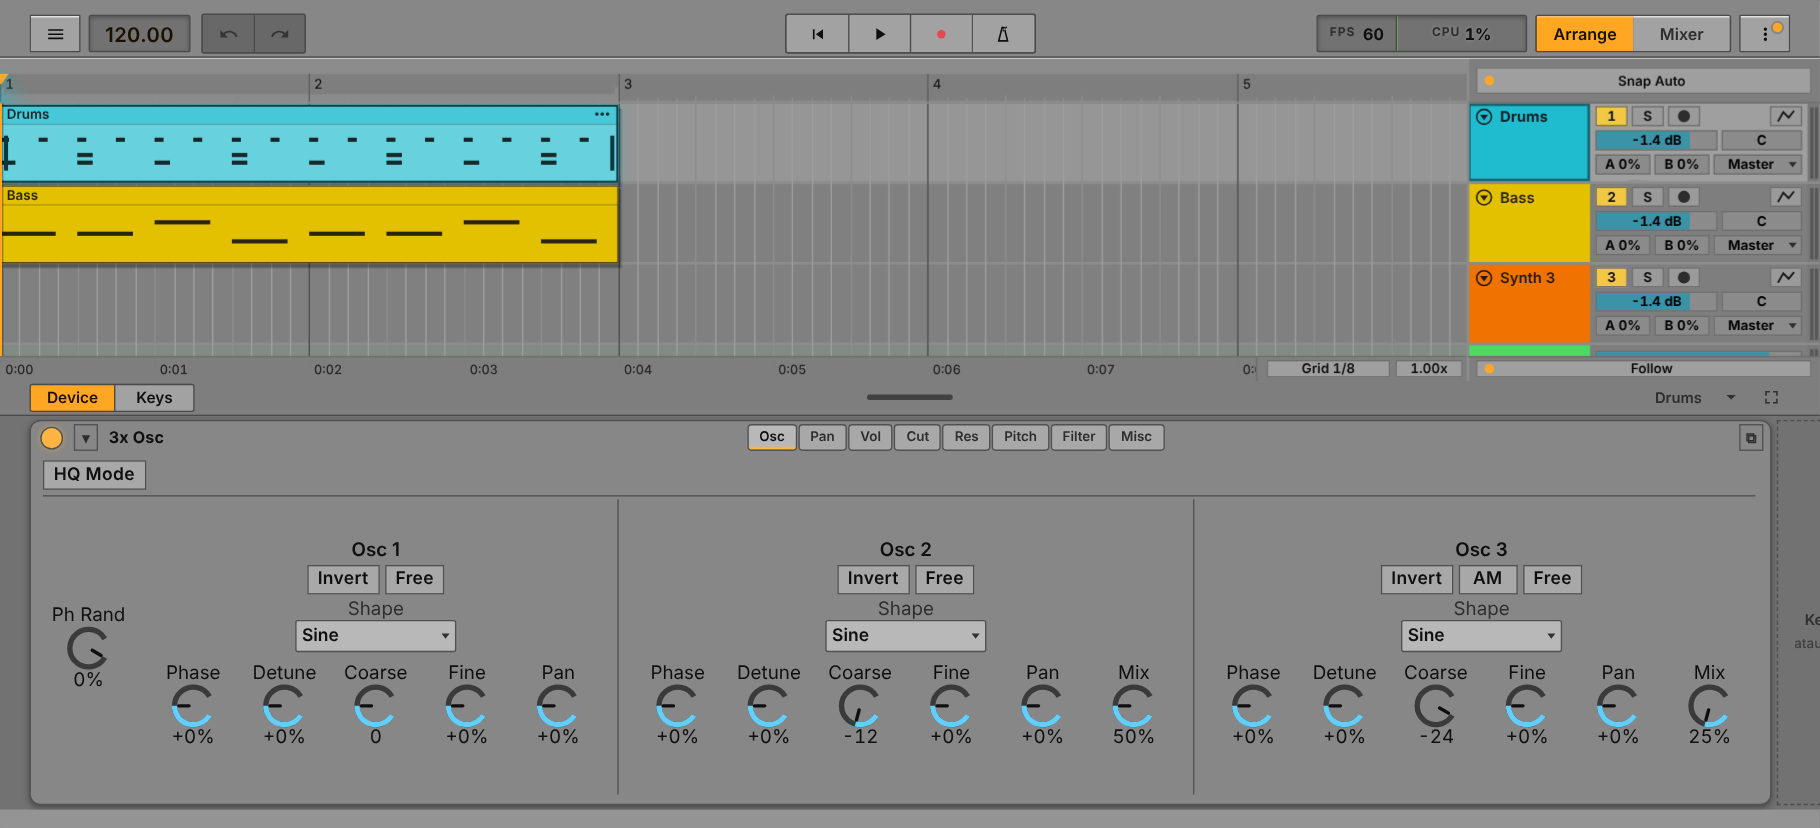 120.00
FPS 60 CPU 1% Arrange Mixer
1 2 3 4 5 Snap Auto
Drums
Drums 1 S
-1.4 dB C
A 0% B 0% Master
Bass
Bass 2 S
-1.4 dB C
A 0% B 0% Master
Synth 3 3 S
-1.4 dB C
A 0% B 0% Master
0:00 0:01 0:02 0:03 0:04 0:05 0:06 0:07 Grid 1/8 1.00x Follow
Device Keys Drums
3x Osc Osc Pan Vol Cut Res Pitch Filter Misc
HQ Mode
Osc 1 Osc 2 Osc 3
Invert Free Invert Free Invert AM Free
Shape Shape Shape
Sine Sine Sine
Ph Rand
0%
Phase Detune Coarse Fine Pan Phase Detune Coarse Fine Pan Mix Phase Detune Coarse Fine Pan Mix
+0% +0% 0 +0% +0% +0% +0% -12 +0% +0% 50% +0% +0% -24 +0% +0% 25%